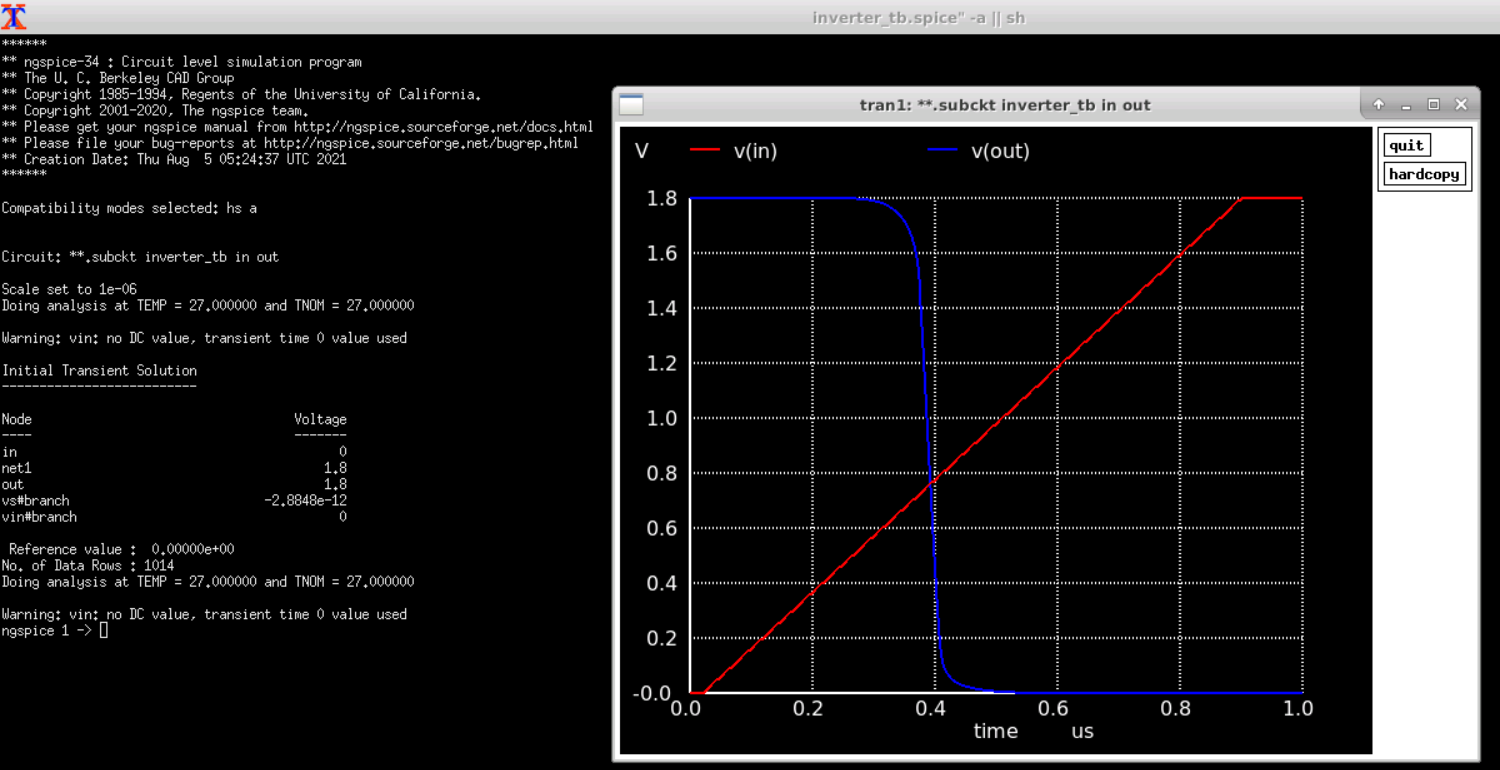 inverter_tb.spice" -a || sh
******
** ngspice-34 : Circuit level simulation program
** The U. C. Berkeley CAD Group
** Copyright 1985-1994, Regents of the University of California.
** Copyright 2001-2020, The ngspice team.
** Please get your ngspice manual from http://ngspice.sourceforge.net/docs.html
** Please file your bug-reports at http://ngspice.sourceforge.net/bugrep.html
** Creation Date: Thu Aug  5 05:24:37 UTC 2021
******
Compatibility modes selected: hs a
Circuit: **.subckt inverter_tb in out
Scale set to 1e-06
Doing analysis at TEMP = 27.000000 and TNOM = 27.000000
Warning: vin: no DC value, transient time 0 value used
Initial Transient Solution
--------------------------
Node Voltage
---- -------
in 0
net1 1.8
out 1.8
vs#branch -2.8848e-12
vin#branch 0
Reference value :  0.00000e+00
No. of Data Rows : 1014
Doing analysis at TEMP = 27.000000 and TNOM = 27.000000
Warning: vin: no DC value, transient time 0 value used
ngspice 1 ->
tran1: **.subckt inverter_tb in out
quit
hardcopy
V v(in) v(out)
1.8
1.6
1.4
1.2
1.0
0.8
0.6
0.4
0.2
-0.0
0.0 0.2 0.4 0.6 0.8 1.0
time us